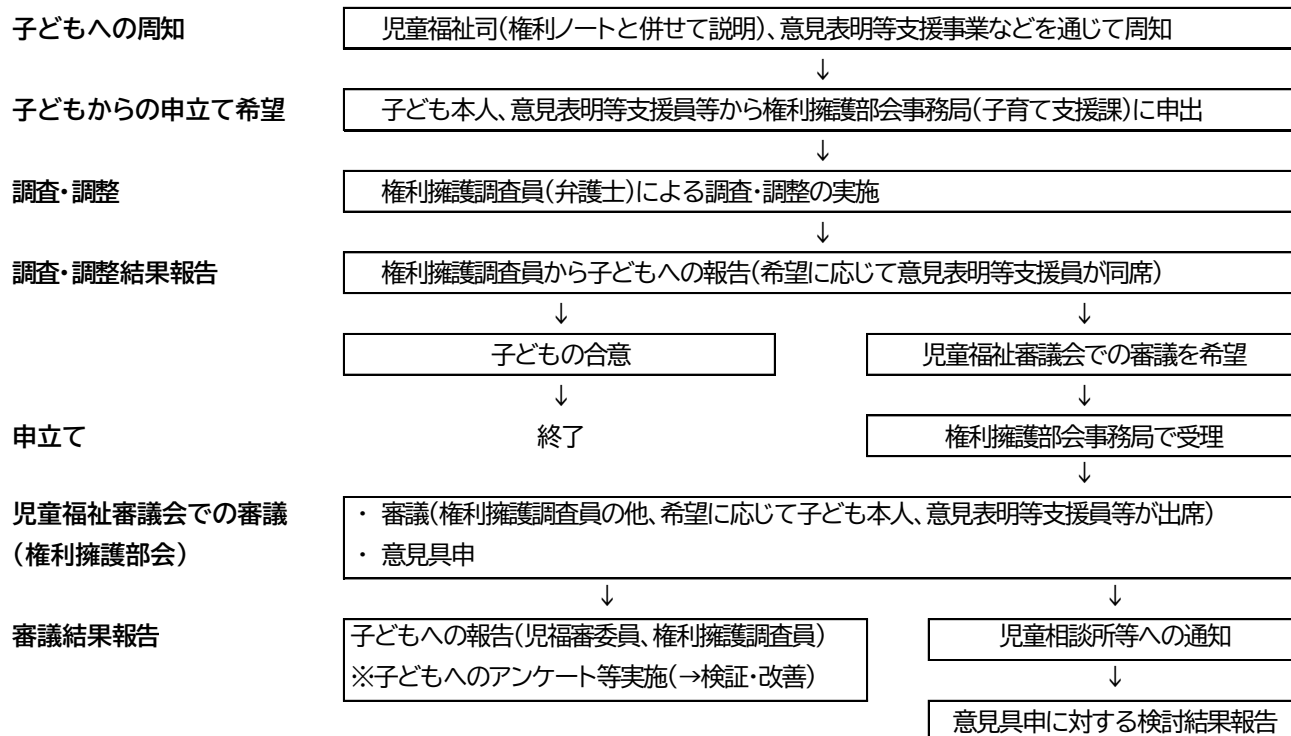 子どもへの周知
児童福祉司(権利ノートと併せて説明)、意見表明等支援事業などを通じて周知
↓
子どもからの申立て希望
子ども本人、意見表明等支援員等から権利擁護部会事務局(子育て支援課)に申出
↓
調査・調整
権利擁護調査員(弁護士)による調査・調整の実施
↓
調査・調整結果報告
権利擁護調査員から子どもへの報告(希望に応じて意見表明等支援員が同席)
↓ ↓
子どもの合意 児童福祉審議会での審議を希望
↓ ↓
申立て
終了 権利擁護部会事務局で受理
↓
児童福祉審議会での審議
(権利擁護部会)
・ 審議(権利擁護調査員の他、希望に応じて子ども本人、意見表明等支援員等が出席)
・ 意見具申
↓ ↓
審議結果報告
子どもへの報告(児福審委員、権利擁護調査員)
※子どもへのアンケート等実施(→検証・改善)
児童相談所等への通知
↓
意見具申に対する検討結果報告